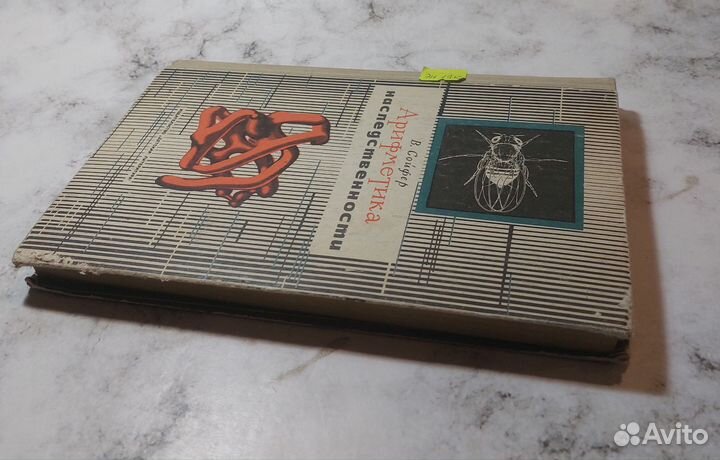 В. Сойфер
Арифметика
наследственности
Avito